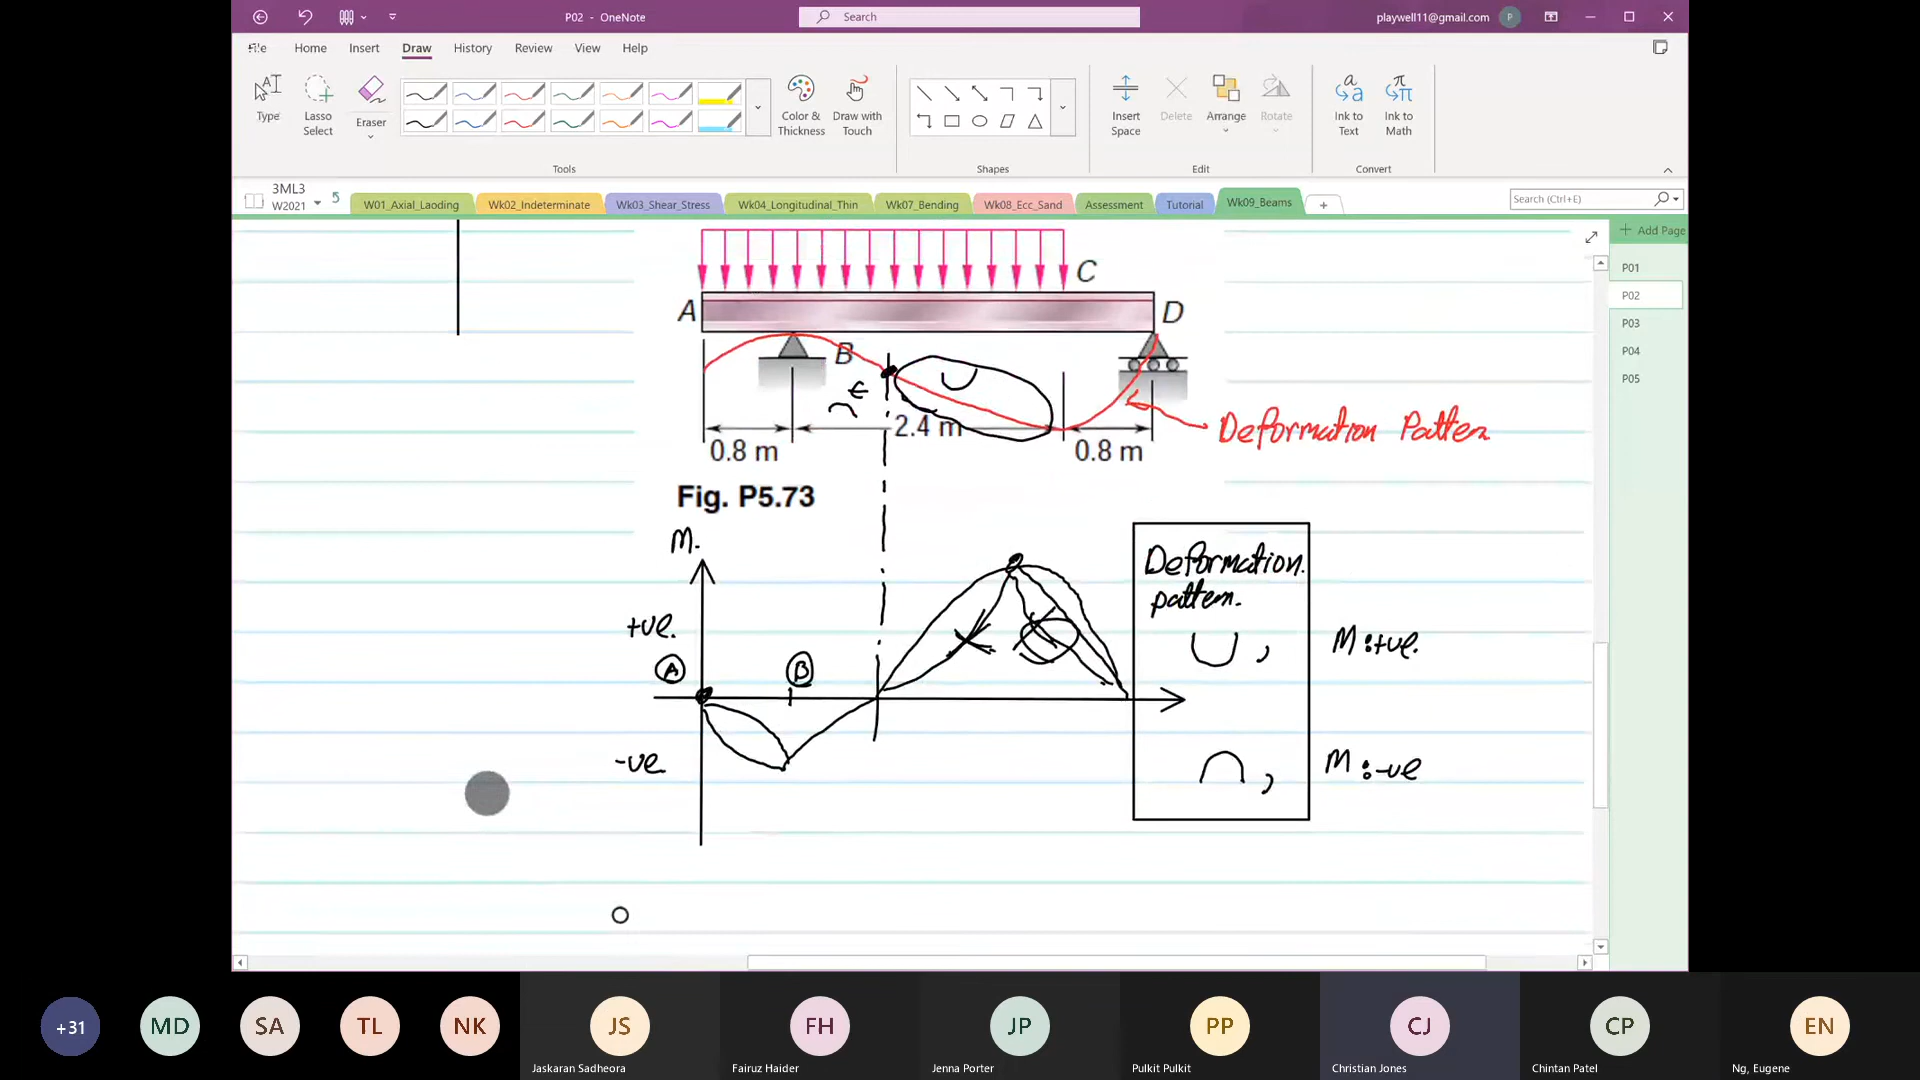 P02 - OneNote
Search
playwell11@gmail.com
P
Home Insert Draw History Review View Help
Type
Lasso Select
Eraser
Color & Thickness
Draw with Touch
Insert Space
Delete
Arrange
Rotate
Ink to Text
Ink to Math
Tools
Shapes
Edit
Convert
3ML3
W2021
W01_Axial_Laoding
Wk02_Indeterminate
Wk03_Shear_Stress
Wk04_Longitudinal_Thin
Wk07_Bending
Wk08_Ecc_Sand
Assessment
Tutorial
Wk09_Beams
Search (Ctrl+E)
Add Page
P01
P02
P03
P04
P05
C
A
D
B
2.4 m
0.8 m
0.8 m
Deformation Patter
Fig. P5.73
M.
+ve.
A
B
-ve
Deformation.
pattern.
, M:+ve.
, M:-ve
+31
MD
SA
TL
NK
JS
FH
JP
PP
CJ
CP
EN
Jaskaran Sadheora
Fairuz Haider
Jenna Porter
Pulkit Pulkit
Christian Jones
Chintan Patel
Ng, Eugene